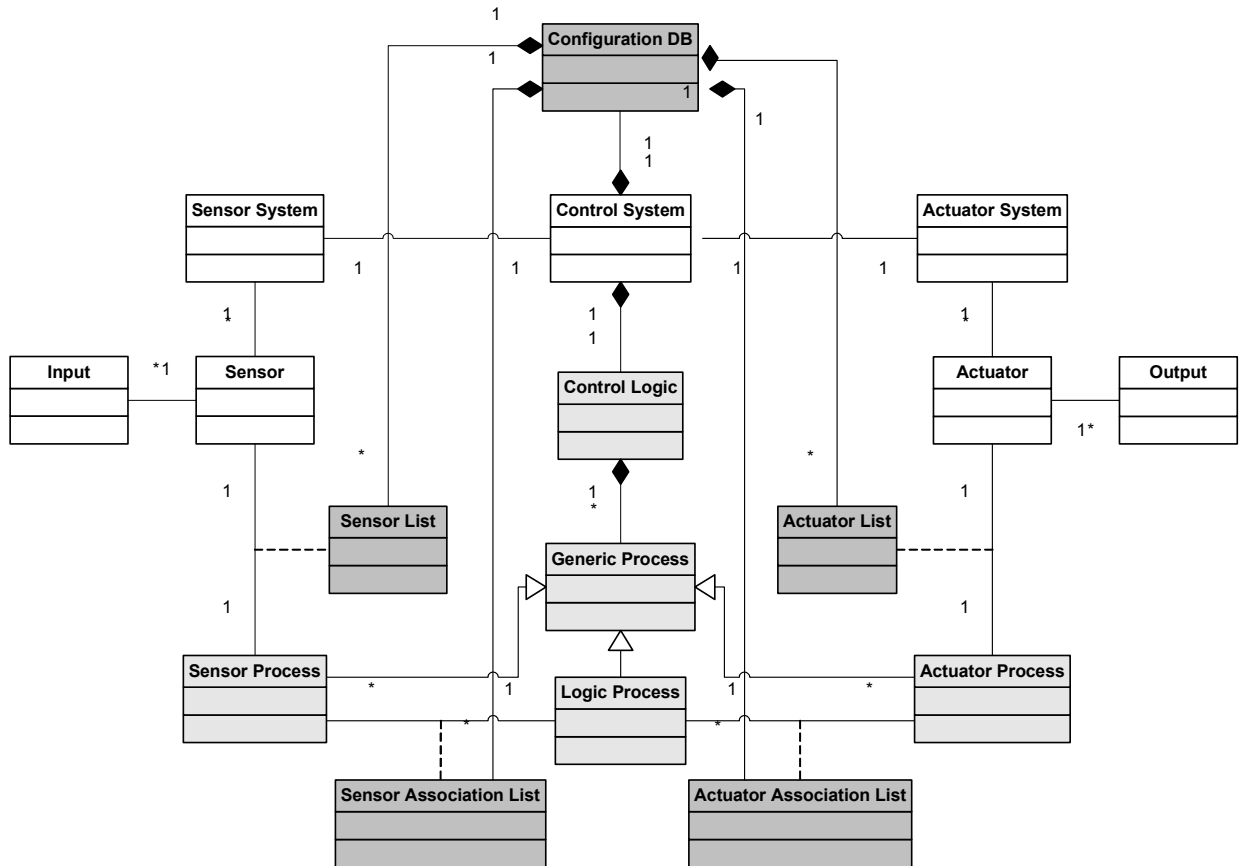 1
Configuration DB
1
1
1
1
1
Sensor System
Control System
Actuator System
1
1
1
1
1
*
1
1
*
1
Input
*1
Sensor
Control Logic
Actuator
Output
1*
*
*
1
1
1
*
Sensor List
Actuator List
Generic Process
1
1
Sensor Process
*
1
Logic Process
1
*
Actuator Process
*
*
Sensor Association List
Actuator Association List